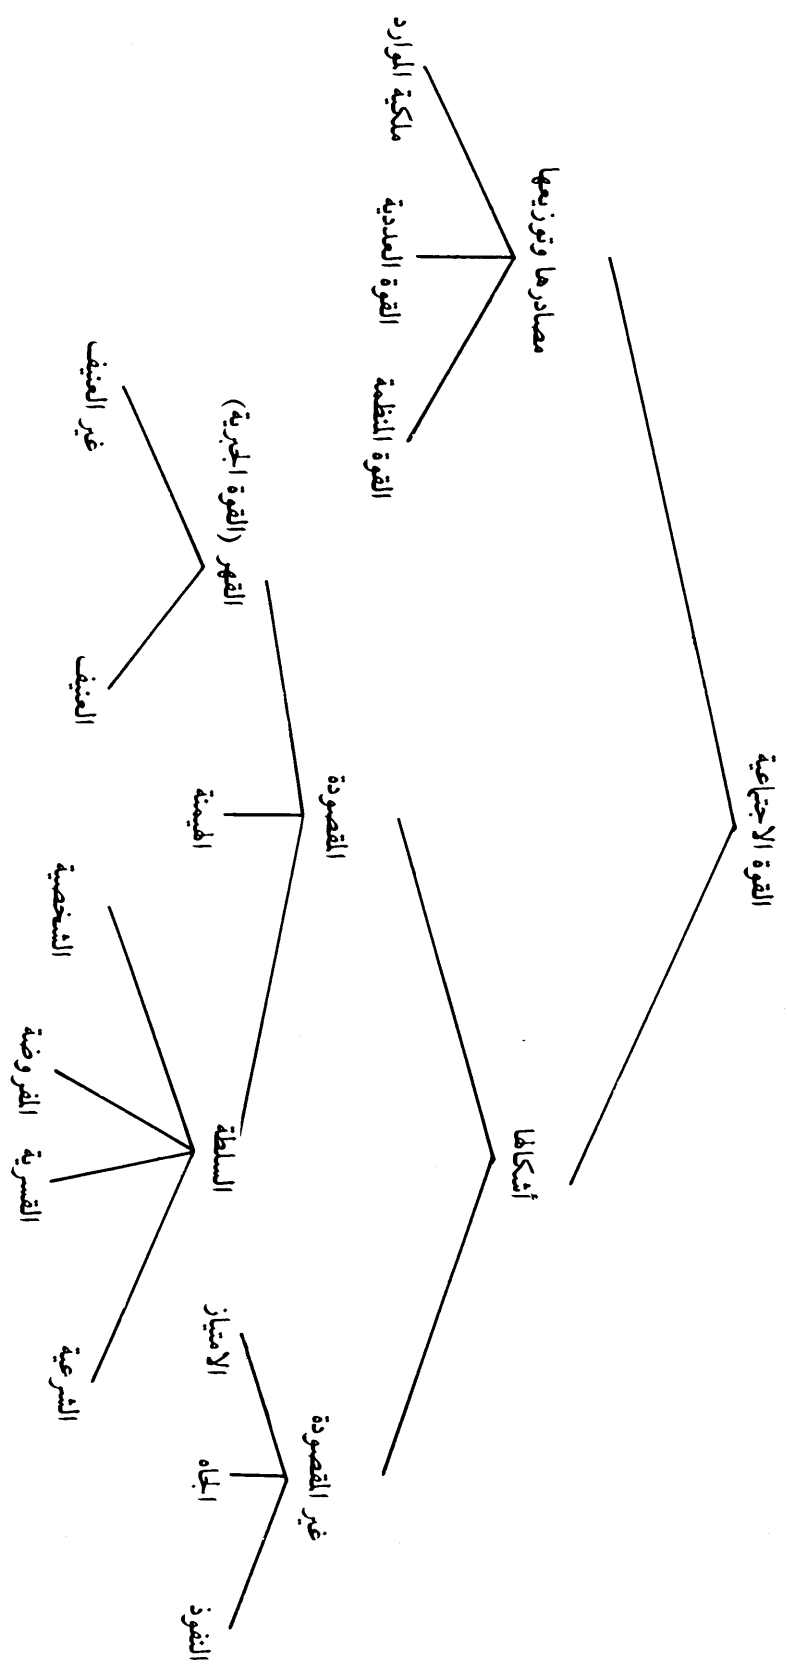 القوة الاجتماعية
أشكالها
مصادرها وتوزيعها
غير المقصودة
المقصودة
القوة المنظمة
القوة العددية
ملكية الموارد
النفوذ
الجاه
الامتياز
السلطة
الهيمنة
القهر (القوة الجبرية)
الشرعية
القسرية
المفروضة
الشخصية
العنيف
غير العنيف